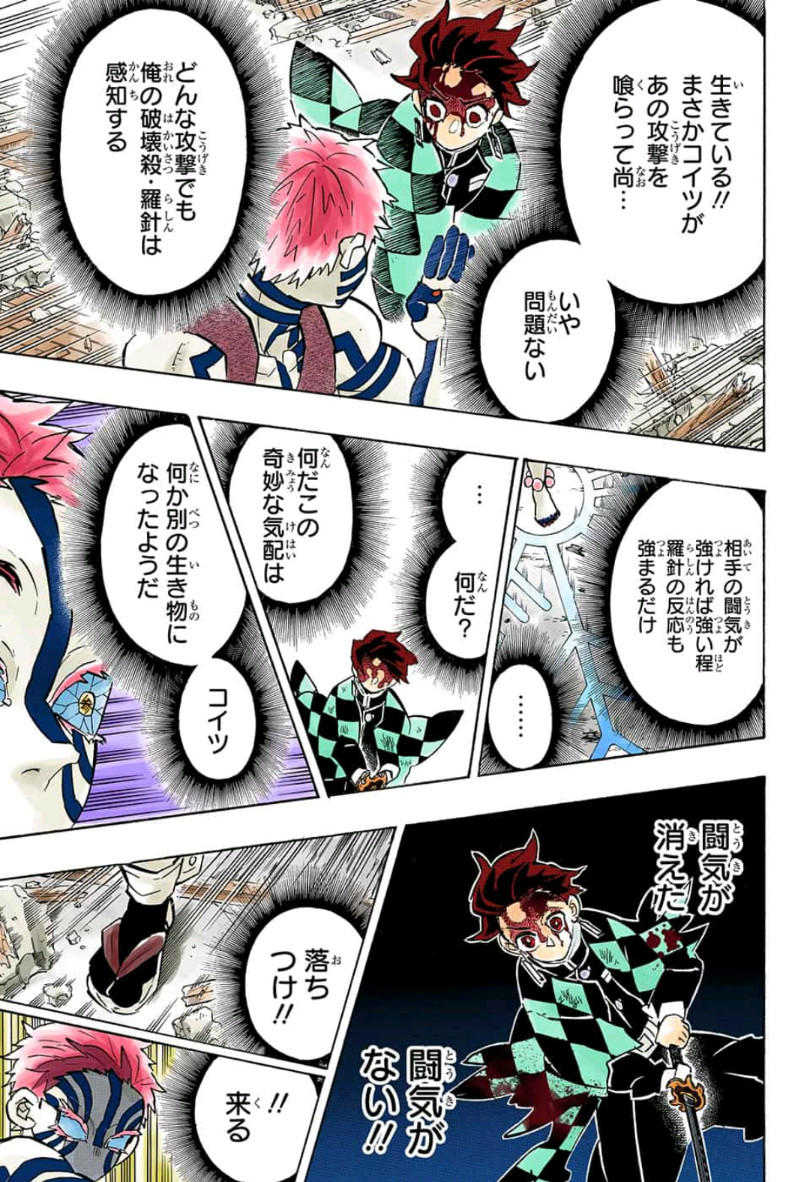 生きている!!
まさかコイツが
あの攻撃を
喰らって尚…
いや
問題ない
どんな攻撃でも
俺の破壊殺・羅針は
感知する
相手の闘気が
強ければ強い程
羅針の反応も
強まるだけ
……
…
何だ?
何だこの
奇妙な気配は
何か別の生き物に
なったようだ
コイツ
闘気が
消えた
闘気が
ない!!
落ち
つけ!!
!!
来る